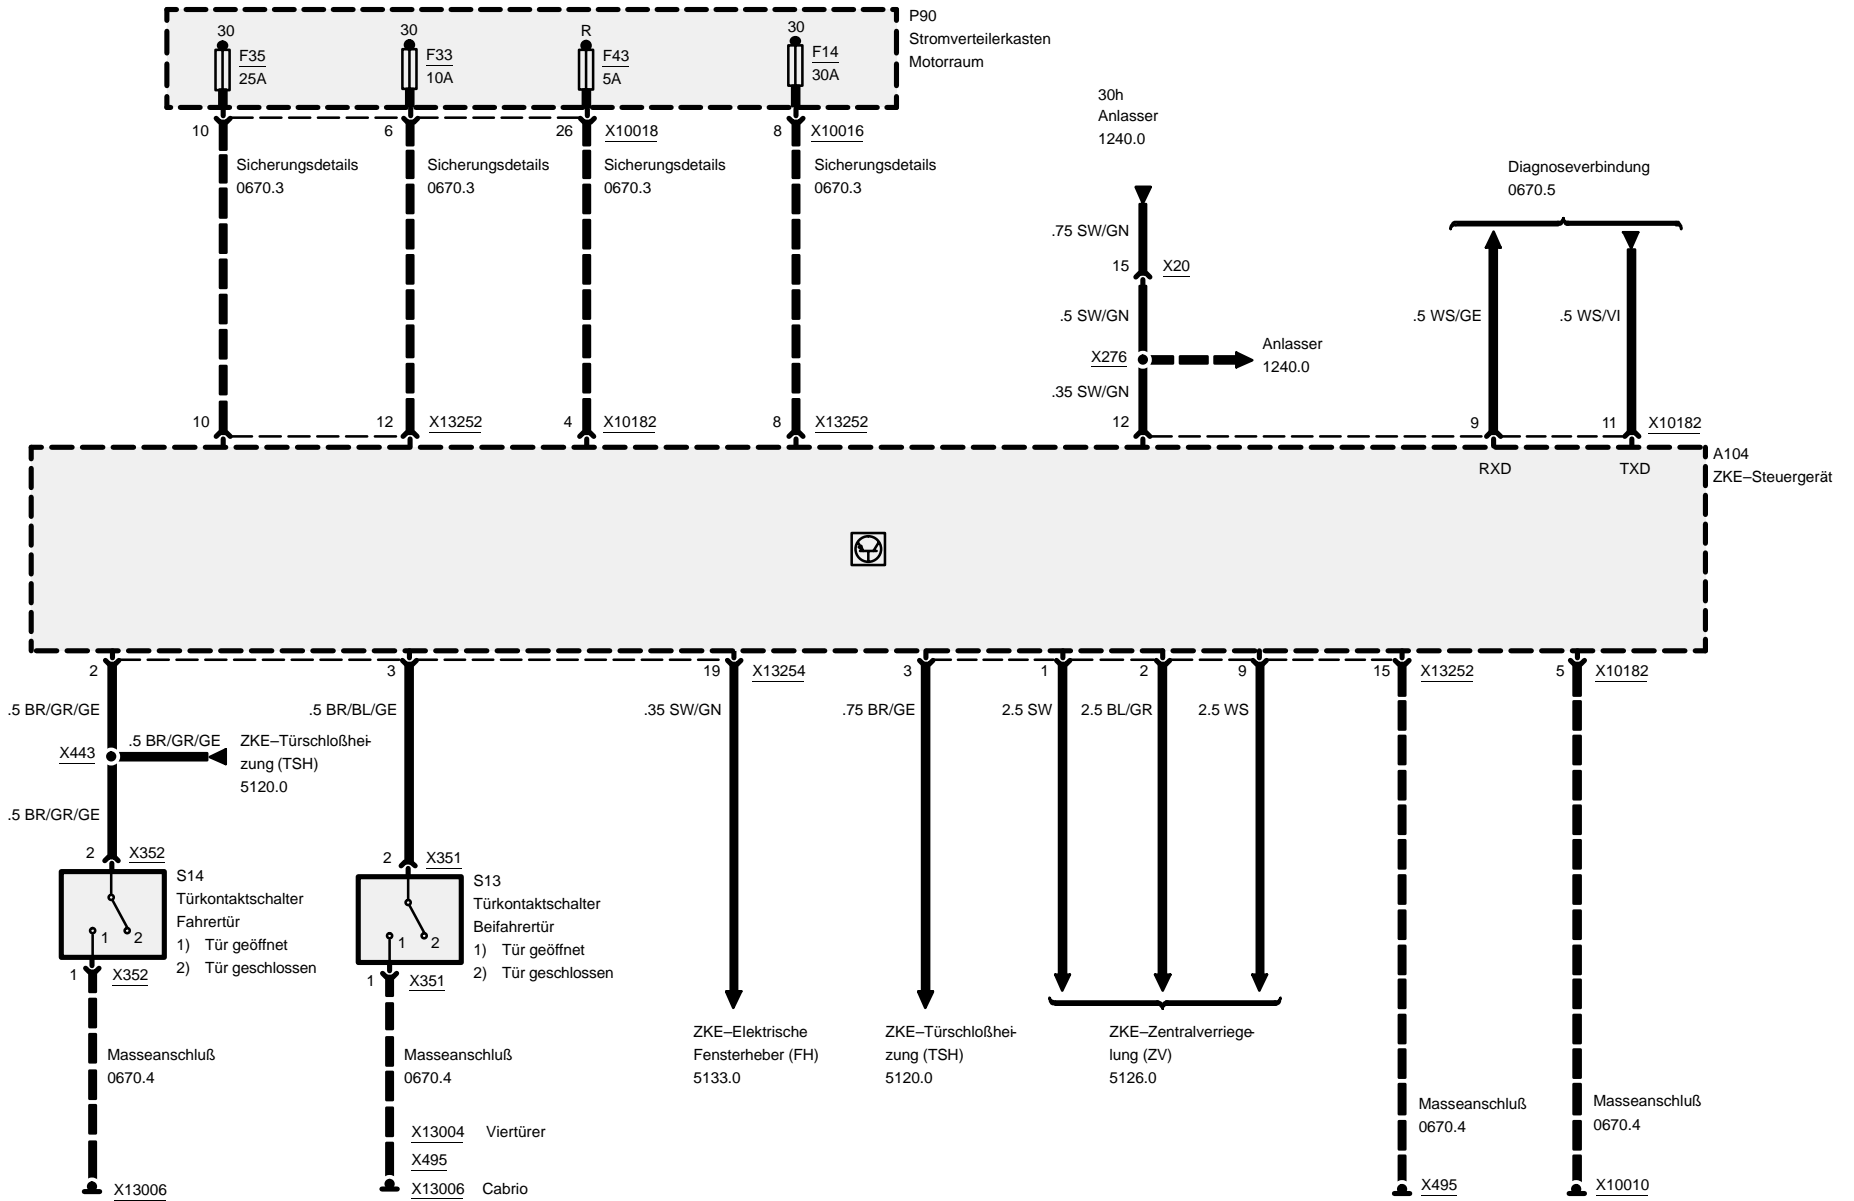 P90
Stromverteilerkasten
Motorraum
30
F35
25A
30
F33
10A
R
F43
5A
30
F14
30A
10
6
26
X10018
8
X10016
Sicherungsdetails
0670.3
Sicherungsdetails
0670.3
Sicherungsdetails
0670.3
Sicherungsdetails
0670.3
30h
Anlasser
1240.0
.75 SW/GN
15
X20
.5 SW/GN
X276
Anlasser
1240.0
.35 SW/GN
Diagnoseverbindung
0670.5
.5 WS/GE
.5 WS/VI
10
12
X13252
4
X10182
8
X13252
12
9
11
X10182
RXD
TXD
A104
ZKE–Steuergerät
2
3
19
X13254
3
1
2
9
15
X13252
5
X10182
.5 BR/GR/GE
.5 BR/BL/GE
.35 SW/GN
.75 BR/GE
2.5 SW
2.5 BL/GR
2.5 WS
X443
.5 BR/GR/GE
ZKE–Türschloßhei-
zung (TSH)
5120.0
.5 BR/GR/GE
2
X352
S14
Türkontaktschalter
Fahrertür
1) Tür geöffnet
2) Tür geschlossen
1
2
1
X352
2
X351
S13
Türkontaktschalter
Beifahrertür
1) Tür geöffnet
2) Tür geschlossen
1
2
1
X351
Masseanschluß
0670.4
X13006
Masseanschluß
0670.4
X13004 Viertürer
X495
X13006 Cabrio
ZKE–Elektrische
Fensterheber (FH)
5133.0
ZKE–Türschloßhei-
zung (TSH)
5120.0
ZKE–Zentralverriege-
lung (ZV)
5126.0
Masseanschluß
0670.4
X495
Masseanschluß
0670.4
X10010